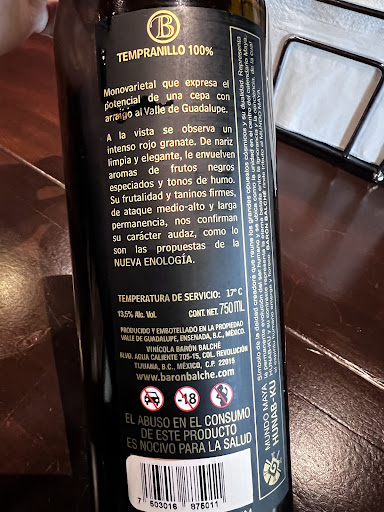 B
TEMPRANILLO 100%
Monovarietal que expresa el
potencial de una cepa con
arraigo al Valle de Guadalupe.
A la vista se observa un
intenso rojo granate. De nariz
limpia y elegante, le envuelven
aromas de frutos negros
especiados y tonos de humo.
Su frutalidad y taninos firmes,
de ataque medio-alto y larga
permanencia, nos confirman
su carácter audaz, como lo
son las propuestas de la
NUEVA ENOLOGÍA.
TEMPERATURA DE SERVICIO: 17° C
13,5% Alc. Vol. CONT. NET. 750 ML
PRODUCIDO Y EMBOTELLADO EN LA PROPIEDAD
VALLE DE GUADALUPE, ENSENADA, B.C., MÉXICO.
VINÍCOLA BARÓN BALCHÉ
BLVD. AGUA CALIENTE 705-15, COL. REVOLUCIÓN
TIJUANA, B.C. MÉXICO, C.P. 22015
www.baronbalche.com
-18
EL ABUSO EN EL CONSUMO
DE ESTE PRODUCTO
ES NOCIVO PARA LA SALUD
7 503016 875011
MUNDO MAYA
HUNAB-KU